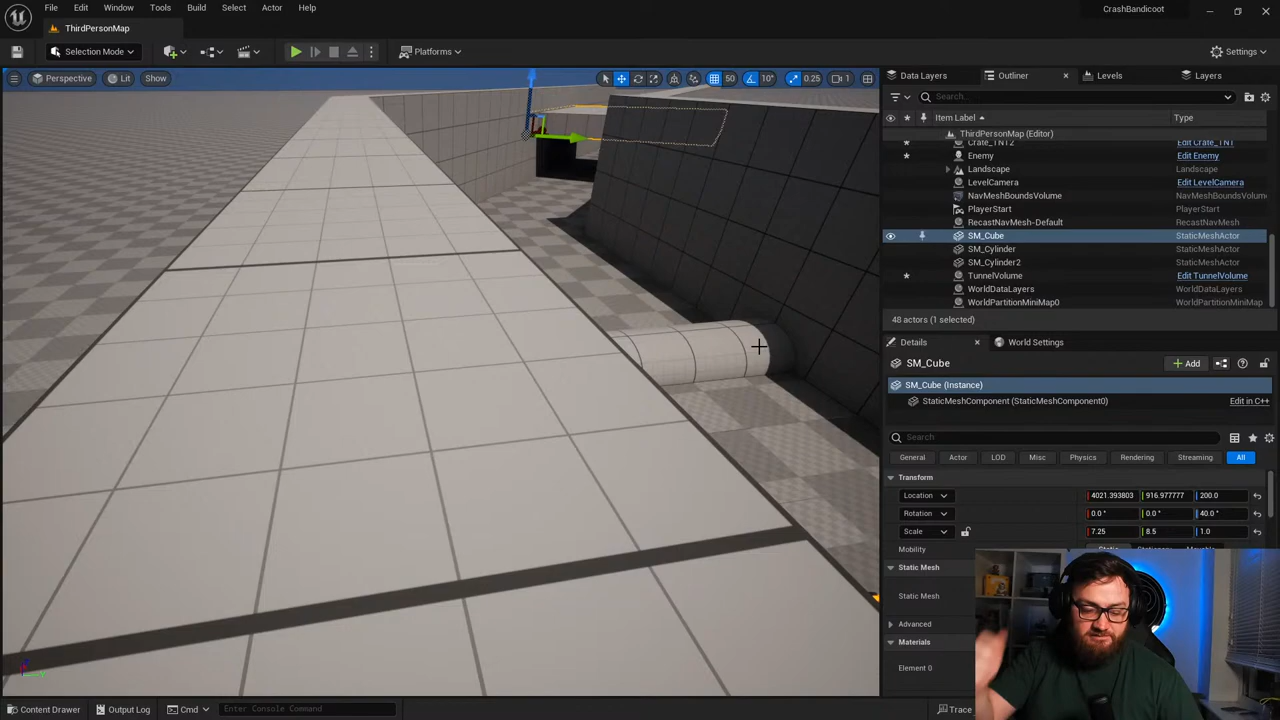 File Edit Window Tools Build Select Actor Help
CrashBandicoot
ThirdPersonMap
Selection Mode
Platforms
Settings
Perspective Lit Show
50 10° 0.25 1
Data Layers Outliner Levels Layers
Search...
Item Label Type
ThirdPersonMap (Editor)
Crate_TNT2 Edit Crate_TNT
Enemy Edit Enemy
Landscape Landscape
LevelCamera Edit LevelCamera
NavMeshBoundsVolume NavMeshBoundsVolume
PlayerStart PlayerStart
RecastNavMesh-Default RecastNavMesh
SM_Cube StaticMeshActor
SM_Cylinder StaticMeshActor
SM_Cylinder2 StaticMeshActor
TunnelVolume Edit TunnelVolume
WorldDataLayers WorldDataLayers
WorldPartitionMiniMap0 WorldPartitionMiniMap
48 actors (1 selected)
Details World Settings
SM_Cube
Add
SM_Cube (Instance)
StaticMeshComponent (StaticMeshComponent0) Edit in C++
Search
General Actor LOD Misc Physics Rendering Streaming All
Transform
Location 4021.393803 916.977777 200.0
Rotation 0.0 ° 0.0 ° 40.0 °
Scale 7.25 8.5 1.0
Mobility
Static Mesh
Static Mesh
Advanced
Materials
Element 0
Content Drawer Output Log Cmd Enter Console Command
Trace